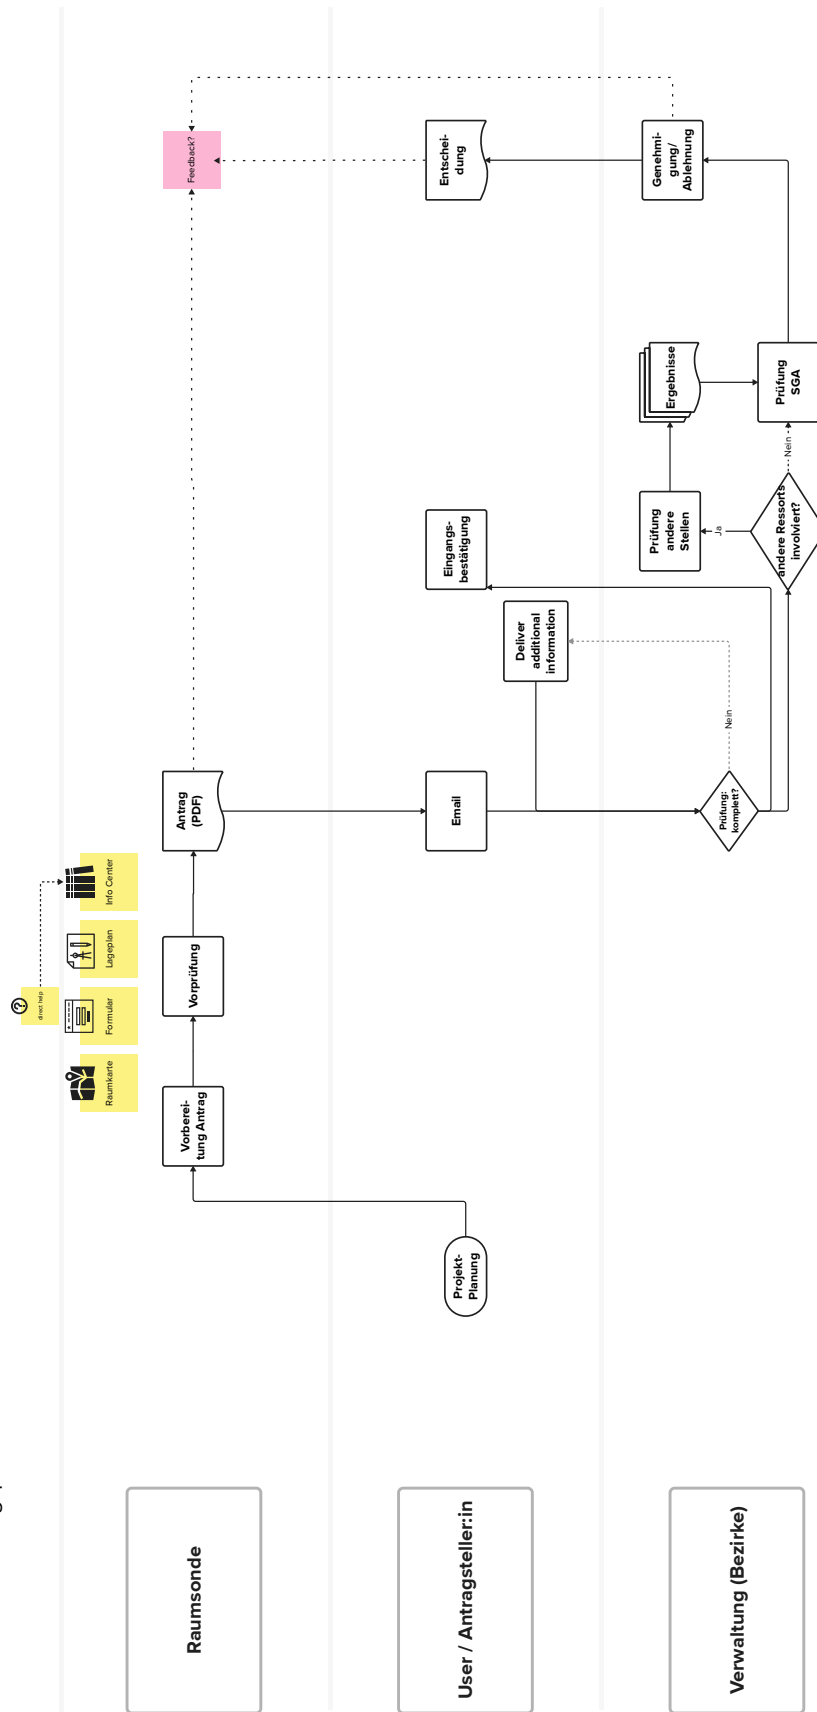 Raumsonde
User / Antragsteller:in
Verwaltung (Bezirke)
direct help
Raumkarte
Formular
Lageplan
Info Center
Projekt-
Planung
Vorberei-
tung Antrag
Vorprüfung
Antrag
(PDF)
Email
Prüfung:
komplett?
Nein
Deliver
additional
information
Eingangs-
bestätigung
andere Ressorts
involviert?
Ja
Nein
Prüfung
andere
Stellen
Ergebnisse
Prüfung
SGA
Genehmi-
gung/
Ablehnung
Entschei-
dung
Feedback?